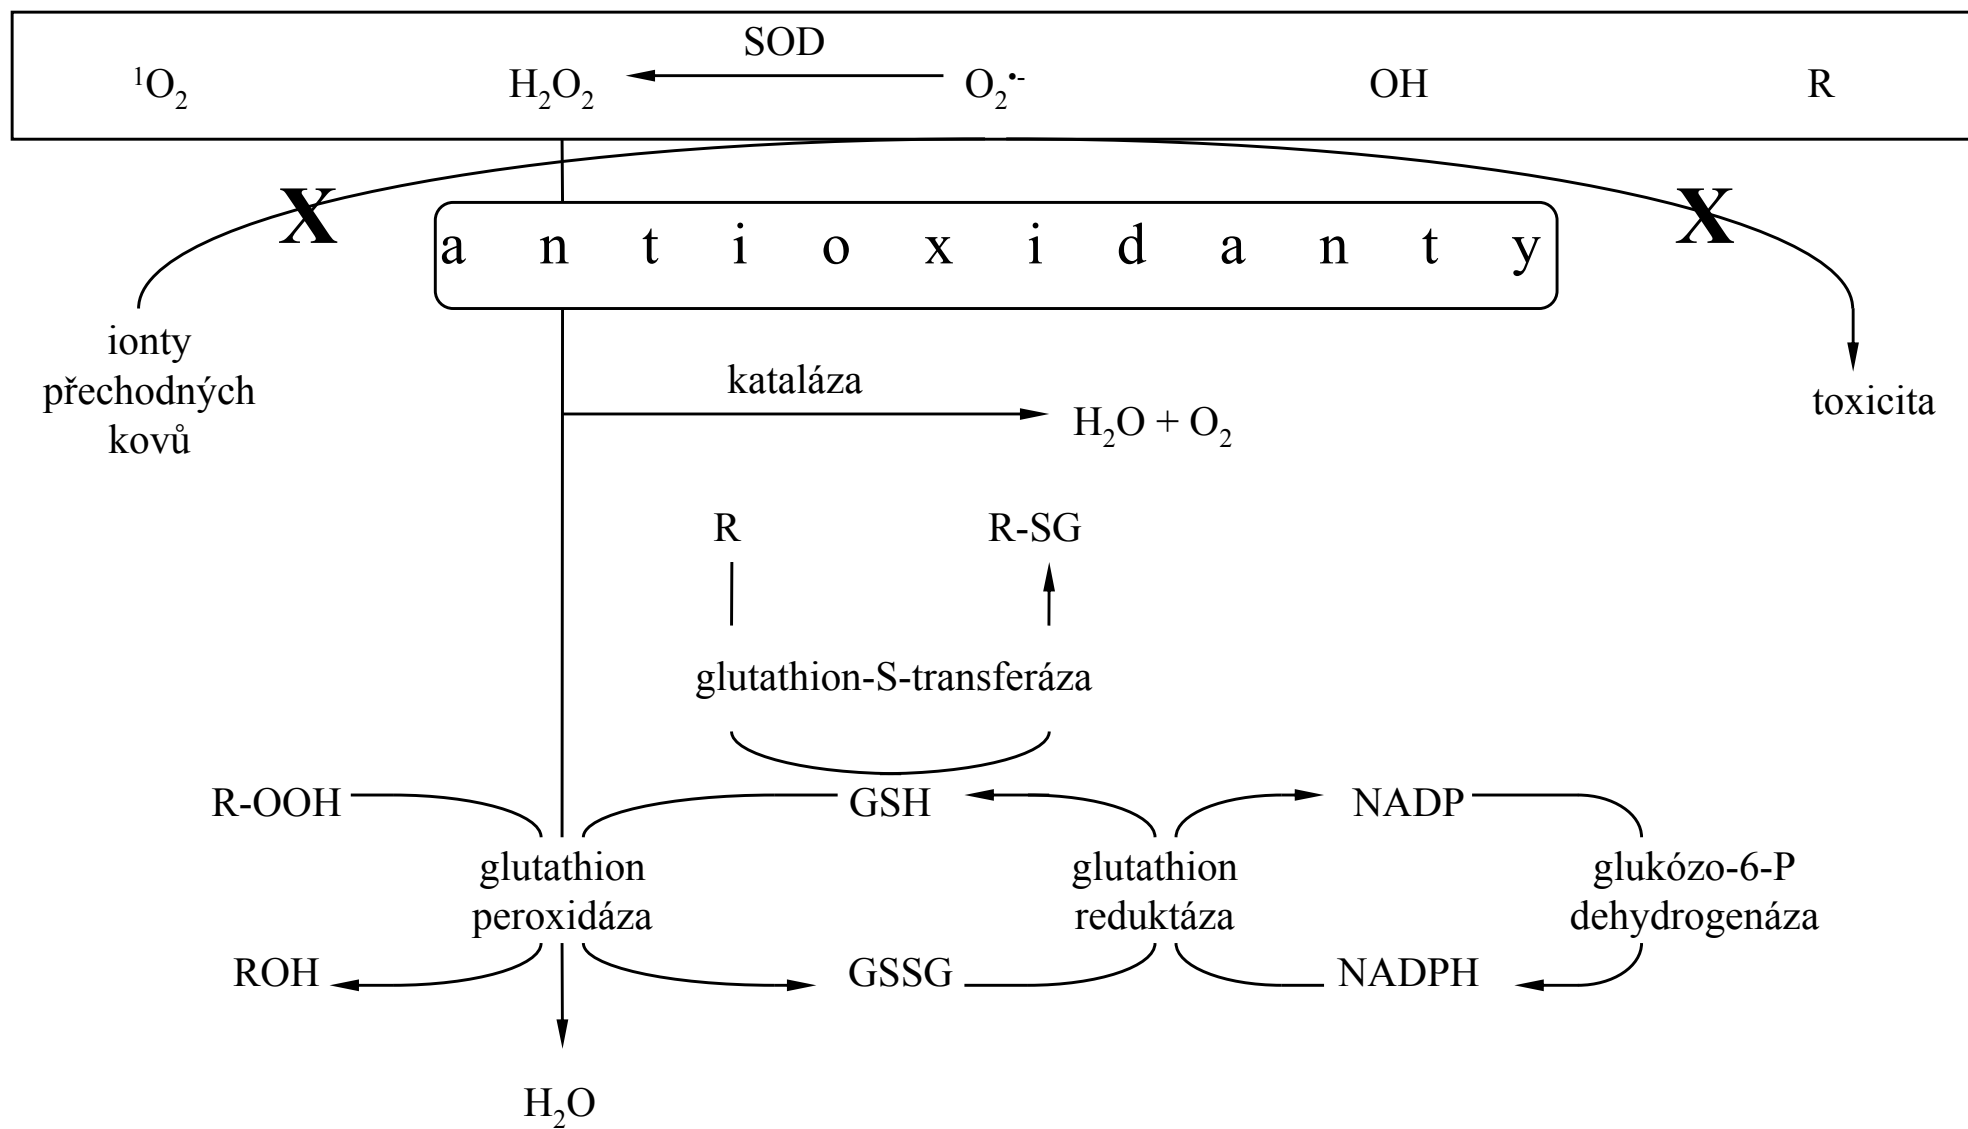 SOD
¹O₂ H₂O₂ O₂•- OH R
X X
a n t i o x i d a n t y
ionty
přechodných
kovů
toxicita
kataláza
H₂O + O₂
R R-SG
glutathion-S-transferáza
R-OOH GSH NADP
glutathion
peroxidáza
glutathion
reduktáza
glukózo-6-P
dehydrogenáza
ROH GSSG NADPH
H₂O